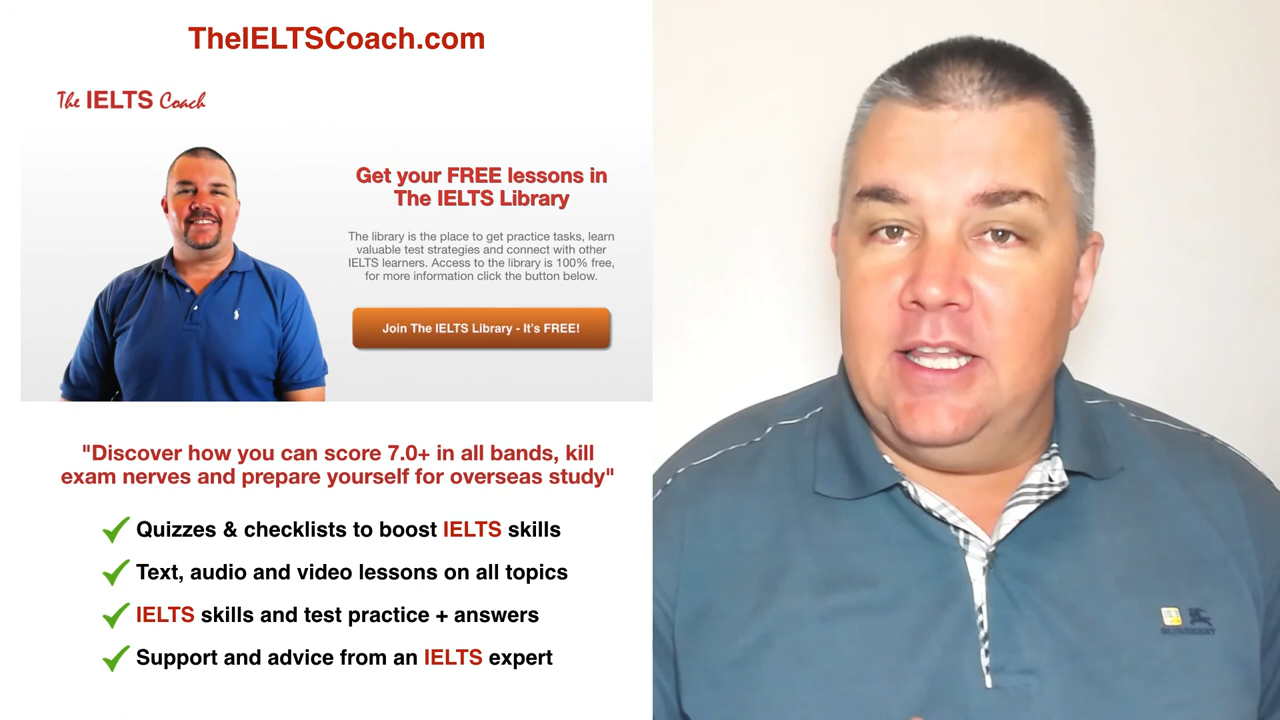 TheIELTSCoach.com
The IELTS Coach
Get your FREE lessons in
The IELTS Library
The library is the place to get practice tasks, learn
valuable test strategies and connect with other
IELTS learners. Access to the library is 100% free,
for more information click the button below.
Join The IELTS Library - It's FREE!
"Discover how you can score 7.0+ in all bands, kill
exam nerves and prepare yourself for overseas study"
Quizzes & checklists to boost IELTS skills
Text, audio and video lessons on all topics
IELTS skills and test practice + answers
Support and advice from an IELTS expert